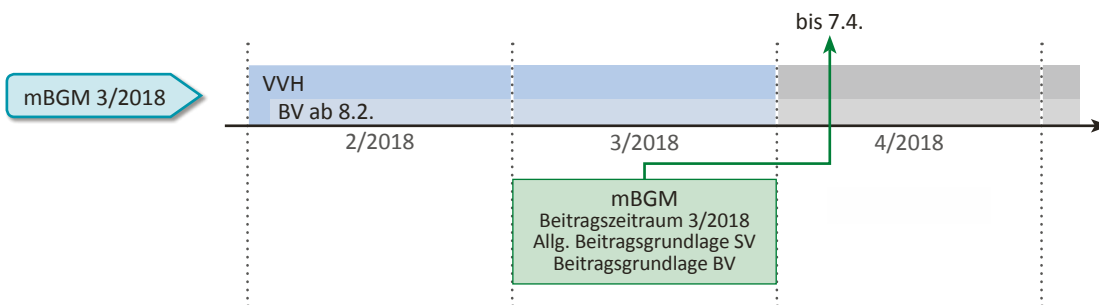 bis 7.4.
mBGM 3/2018
VVH
BV ab 8.2.
2/2018
3/2018
4/2018
mBGM
Beitragszeitraum 3/2018
Allg. Beitragsgrundlage SV
Beitragsgrundlage BV